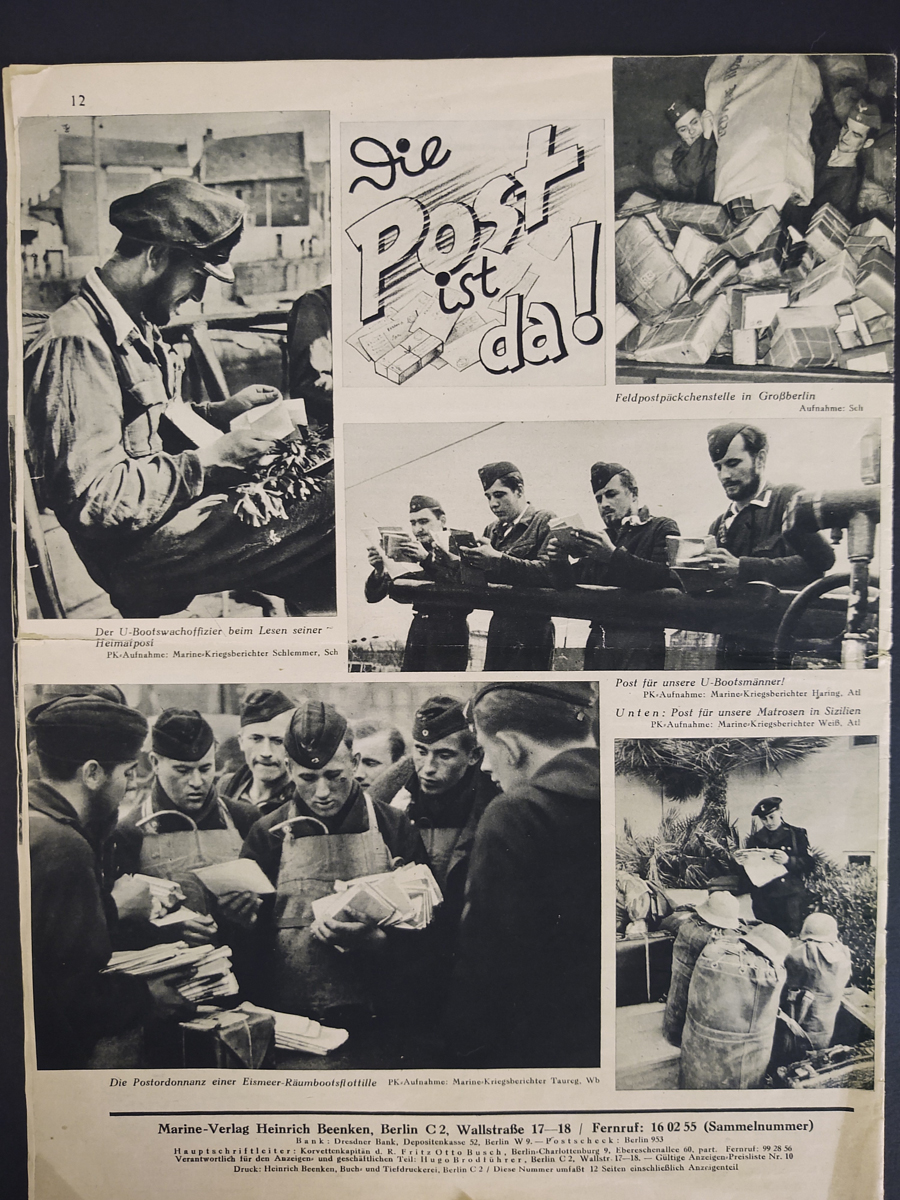 12
Die
Post
ist
da!
Feldpostpäckchenstelle in Großberlin
Aufnahme: Sch
Der U-Bootswachoffizier beim Lesen seiner
Heimatpost
PK-Aufnahme: Marine-Kriegsberichter Schlemmer, Sch
Post für unsere U-Bootsmänner!
PK-Aufnahme: Marine-Kriegsberichter Haring, Atl
Unten: Post für unsere Matrosen in Sizilien
PK-Aufnahme: Marine-Kriegsberichter Weiß, Atl
Die Postordonnanz einer Eismeer-Räumbootsflottille PK-Aufnahme: Marine-Kriegsberichter Taureg, Wb
Marine-Verlag Heinrich Beenken, Berlin C 2, Wallstraße 17—18 / Fernruf: 16 02 55 (Sammelnummer)
Bank: Dresdner Bank, Depositenkasse 52, Berlin W 9. — Postscheck: Berlin 953
Hauptschriftleiter: Korvettenkapitän d. R. Fritz Otto Busch, Berlin-Charlottenburg 9, Ebereschenallee 60, part. Fernruf: 99 28 56
Verantwortlich für den Anzeigen- und geschäftlichen Teil: Hugo Brodführer, Berlin C 2, Wallstr. 17—18. — Gültige Anzeigen-Preisliste Nr. 10
Druck: Heinrich Beenken, Buch- und Tiefdruckerei, Berlin C 2 / Diese Nummer umfaßt 12 Seiten einschließlich Anzeigenteil